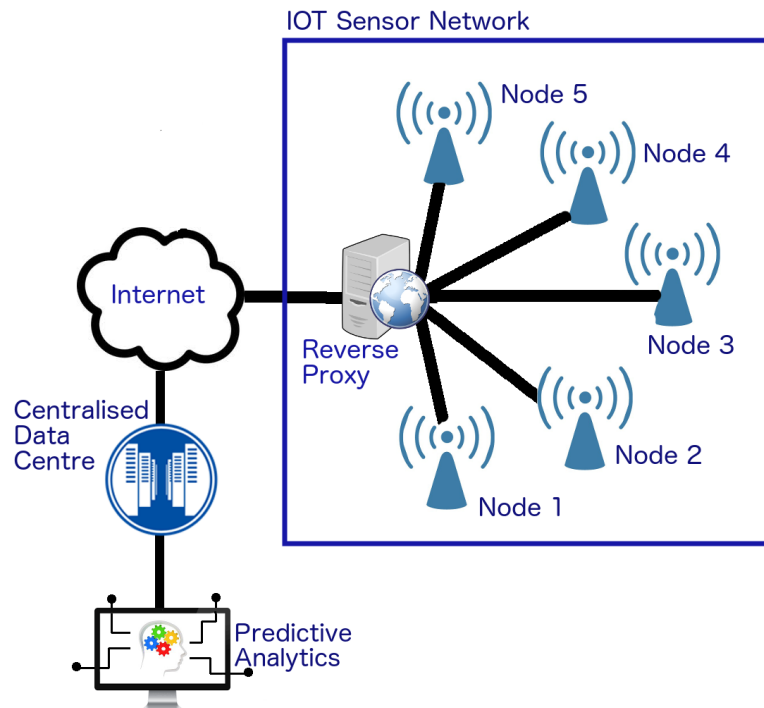 IOT Sensor Network
Node 5
Node 4
Internet
Node 3
Reverse
Proxy
Centralised
Data
Centre
Node 2
Node 1
Predictive
Analytics